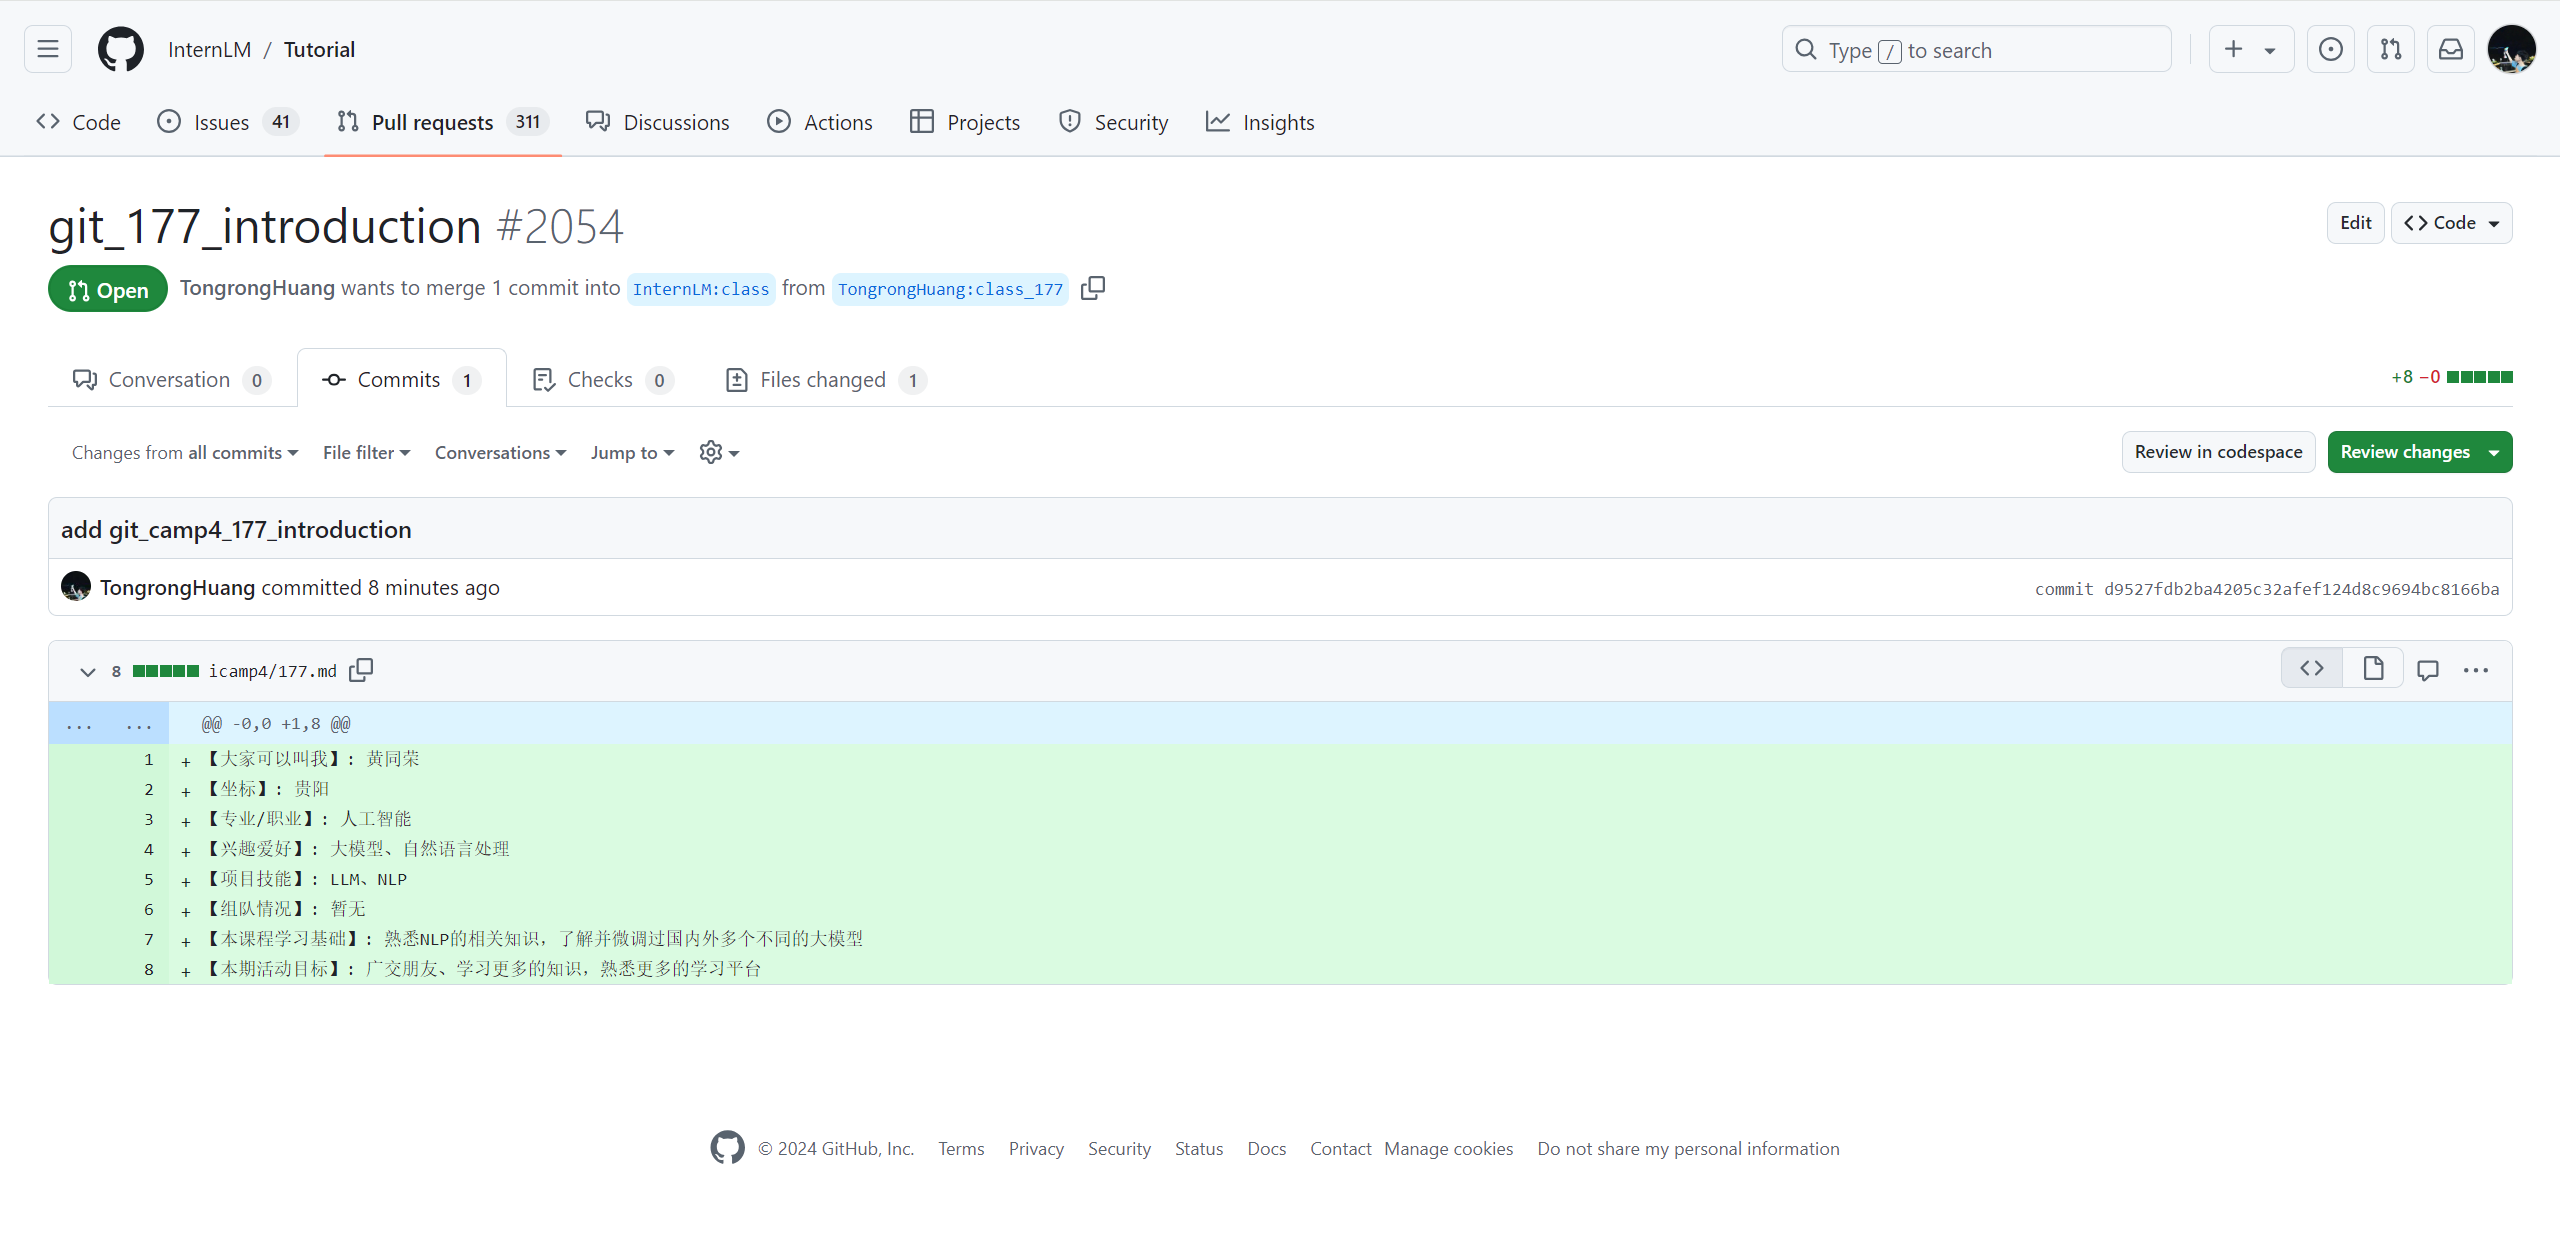 InternLM / Tutorial
Type / to search
Code Issues 41 Pull requests 311 Discussions Actions Projects Security Insights
git_177_introduction #2054
Edit Code
Open TongrongHuang wants to merge 1 commit into InternLM:class from TongrongHuang:class_177
Conversation 0 Commits 1 Checks 0 Files changed 1
+8 −0
Changes from all commits File filter Conversations Jump to
Review in codespace Review changes
add git_camp4_177_introduction
TongrongHuang committed 8 minutes ago
commit d9527fdb2ba4205c32afef124d8c9694bc8166ba
8 icamp4/177.md
... ... @@ -0,0 +1,8 @@
1 + 【大家可以叫我】: 黄同荣
2 + 【坐标】: 贵阳
3 + 【专业/职业】: 人工智能
4 + 【兴趣爱好】: 大模型、自然语言处理
5 + 【项目技能】: LLM、NLP
6 + 【组队情况】: 暂无
7 + 【本课程学习基础】: 熟悉NLP的相关知识，了解并微调过国内外多个不同的大模型
8 + 【本期活动目标】: 广交朋友、学习更多的知识，熟悉更多的学习平台
© 2024 GitHub, Inc. Terms Privacy Security Status Docs Contact Manage cookies Do not share my personal information